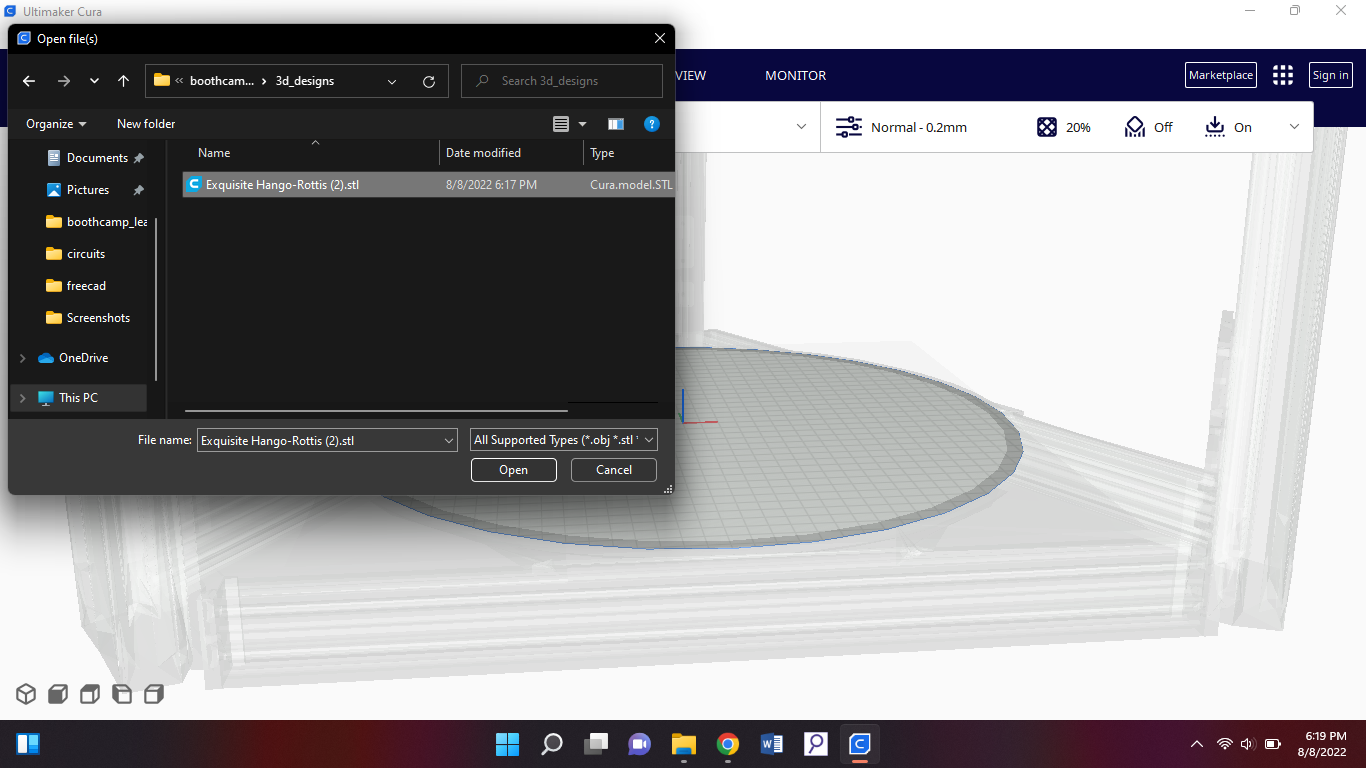 Ultimaker Cura
Open file(s)
boothcam... 3d_designs
Search 3d_designs
VIEW
MONITOR
Marketplace
Sign in
Organize
New folder
Normal - 0.2mm
20%
Off
On
Name
Date modified
Type
Documents
Exquisite Hango-Rottis (2).stl
8/8/2022 6:17 PM
Cura.model.STL
Pictures
boothcamp_lea
circuits
freecad
Screenshots
OneDrive
This PC
File name:
Exquisite Hango-Rottis (2).stl
All Supported Types (*.obj *.stl *
Open
Cancel
6:19 PM
8/8/2022